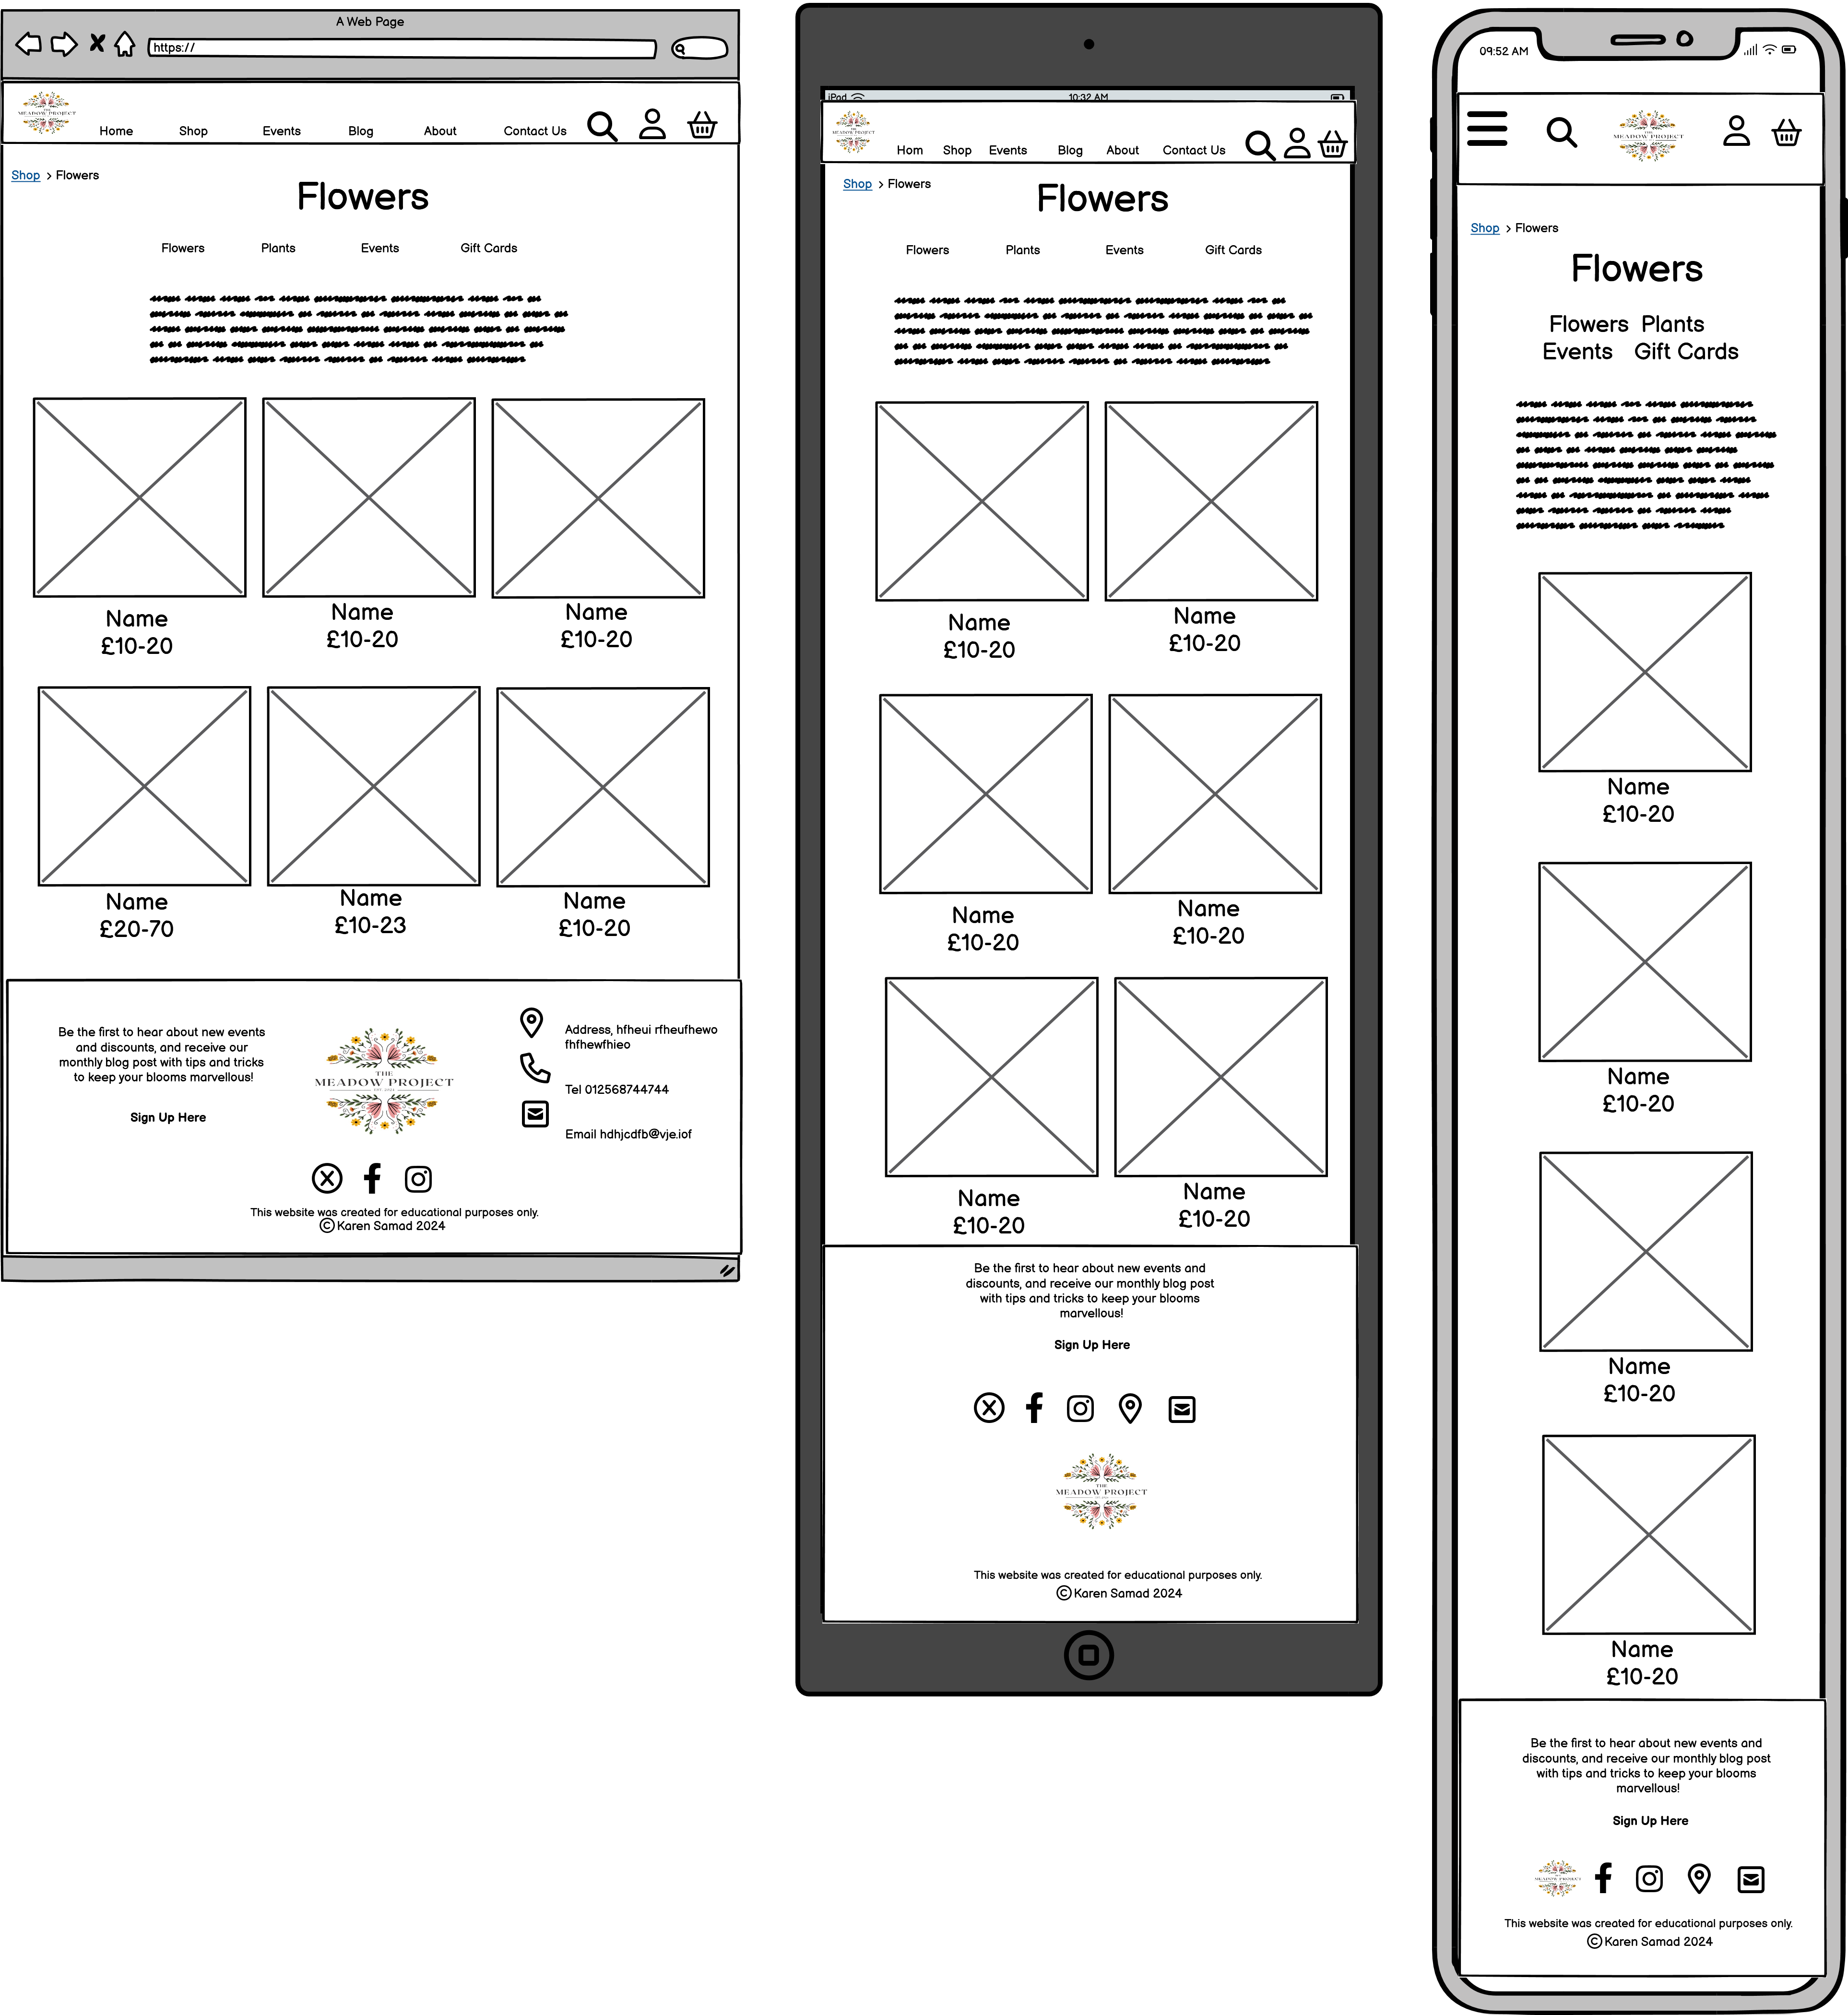 A Web Page
https://
THE
MEADOW PROJECT
Home Shop Events Blog About Contact Us
Shop > Flowers
Flowers
Flowers Plants Events Gift Cards
Name Name Name
£10-20 £10-20 £10-20
Name Name Name
£20-70 £10-23 £10-20
Be the first to hear about new events
and discounts, and receive our
monthly blog post with tips and tricks
to keep your blooms marvellous!
Sign Up Here
THE
MEADOW PROJECT
Address, hfheui rfheufhewo
fhfhewfhieo
Tel 012568744744
Email hdhjcdfb@vje.iof
This website was created for educational purposes only.
© Karen Samad 2024
iPad 10:32 AM
THE
MEADOW PROJECT
Hom Shop Events Blog About Contact Us
Shop > Flowers
Flowers
Flowers Plants Events Gift Cards
Name Name
£10-20 £10-20
Name Name
£10-20 £10-20
Name Name
£10-20 £10-20
Be the first to hear about new events and
discounts, and receive our monthly blog post
with tips and tricks to keep your blooms
marvellous!
Sign Up Here
THE
MEADOW PROJECT
This website was created for educational purposes only.
© Karen Samad 2024
09:52 AM
THE
MEADOW PROJECT
Shop > Flowers
Flowers
Flowers Plants
Events Gift Cards
Name
£10-20
Name
£10-20
Name
£10-20
Name
£10-20
Be the first to hear about new events and
discounts, and receive our monthly blog post
with tips and tricks to keep your blooms
marvellous!
Sign Up Here
MEADOW PROJECT
This website was created for educational purposes only.
© Karen Samad 2024